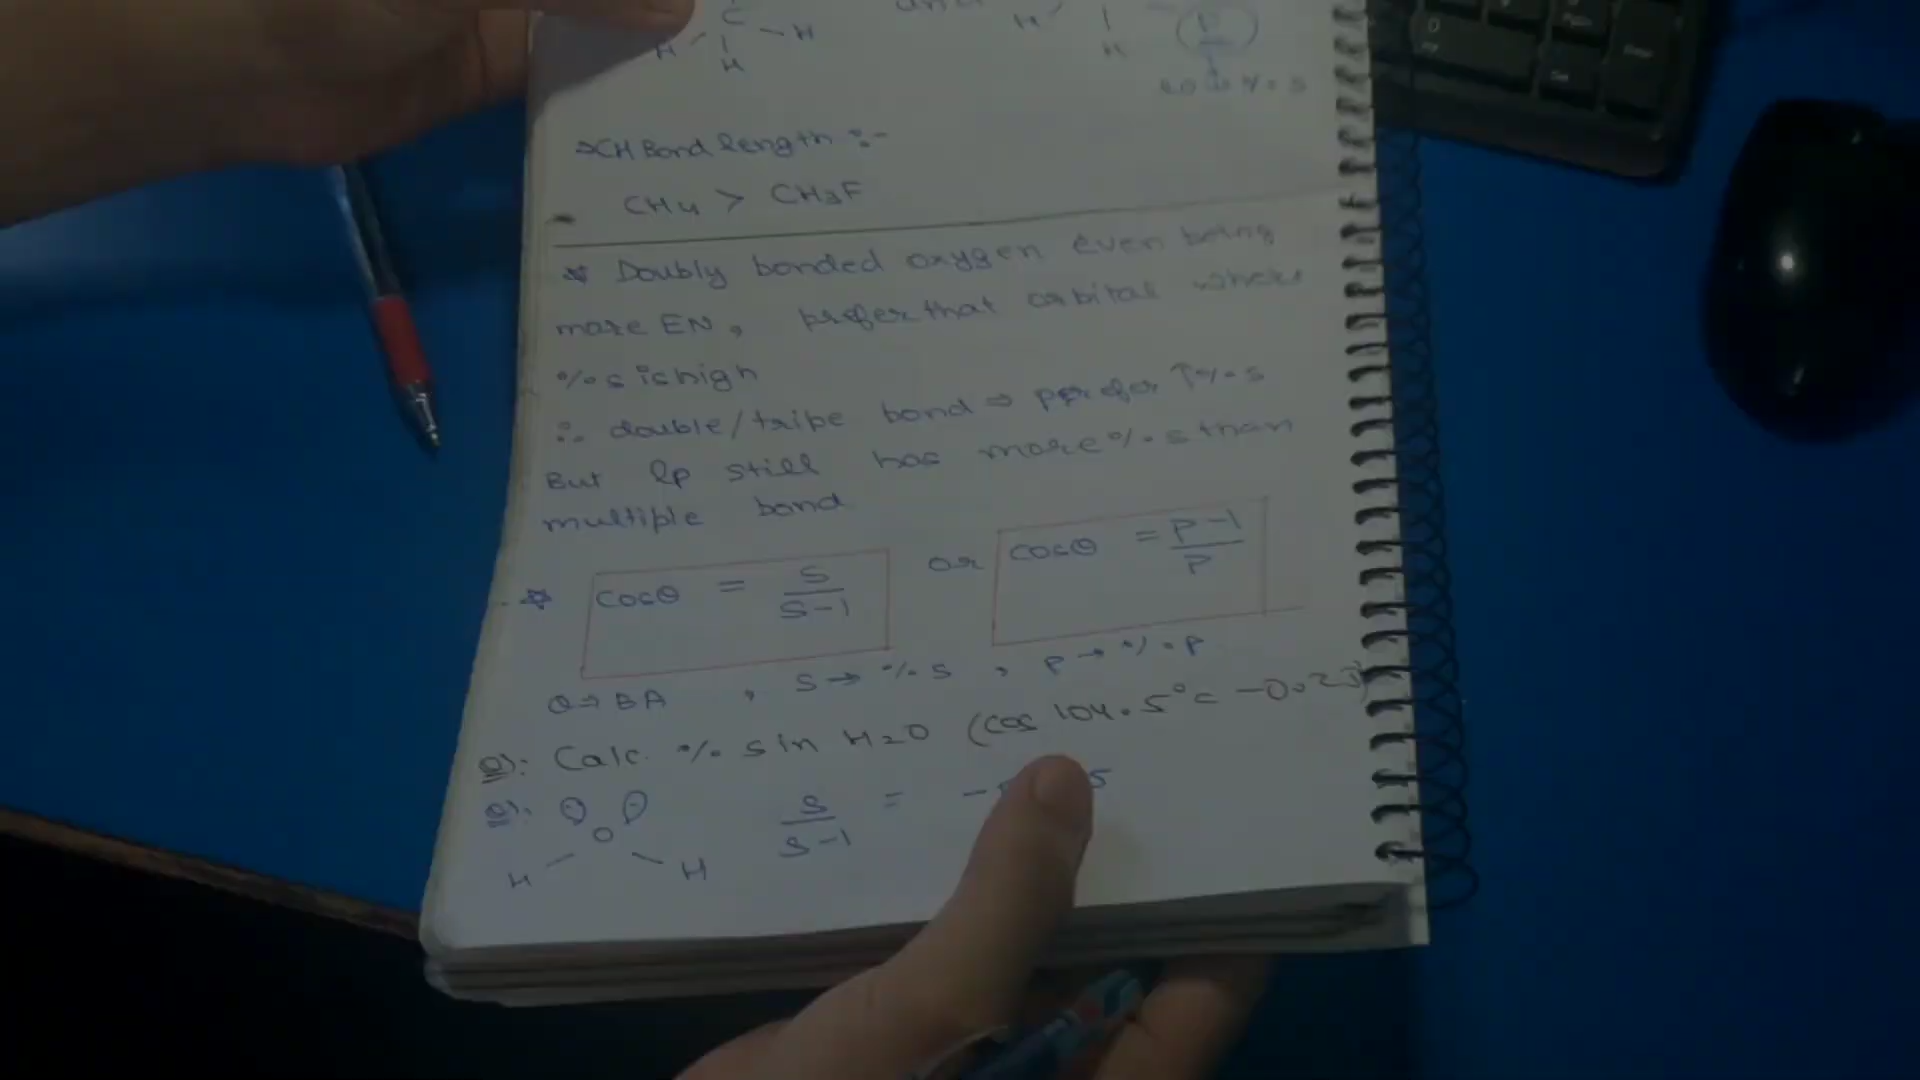 C
H H
H
H
H
P
⇒CH Bond length :-
CH4 > CH3F
* Doubly bonded oxygen even being
more EN, prefer that orbital where
%s is high
∴ double/tripe bond ⇒ prefer ↑%s
But lp still has more %s than
multiple bond
* cosθ = s/s-1 or cosθ = P-1/P
θ⇒BA , s→%s , P→%P
Q): Calc. %s in H2O (cos 104.5°
O
H H s/s-1 = -